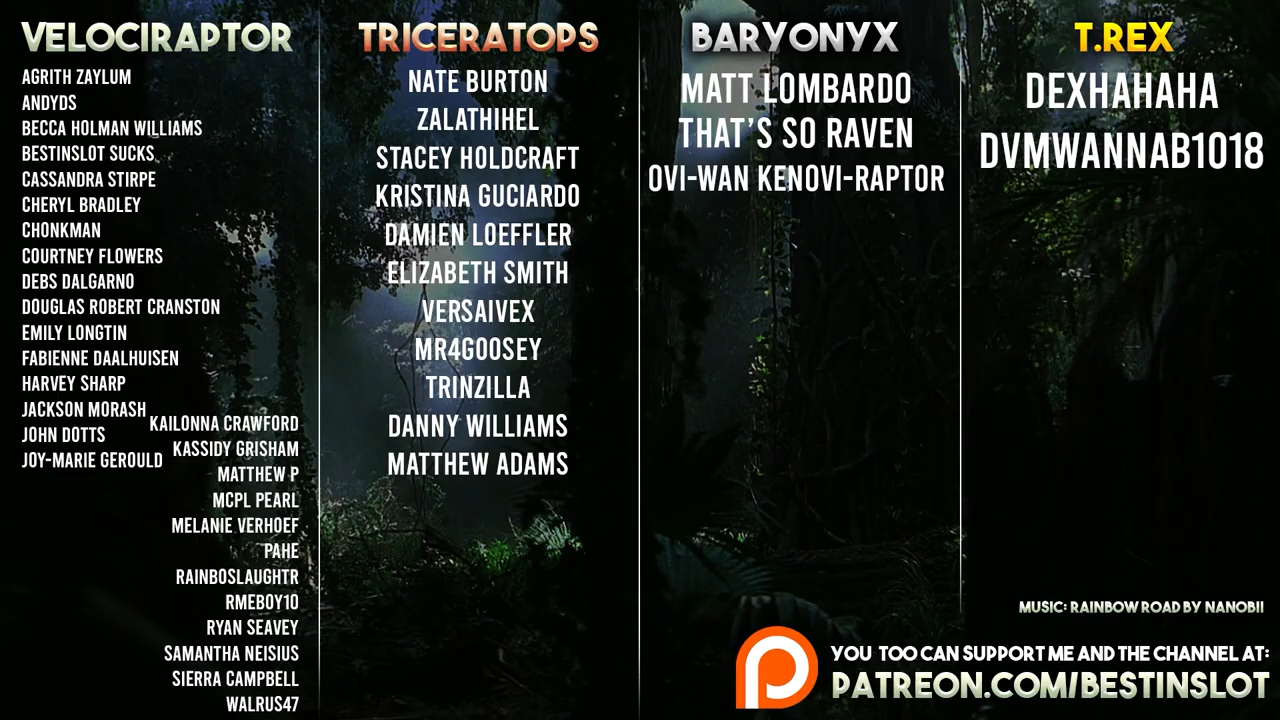 VELOCIRAPTOR
AGRITH ZAYLUM
ANDYDS
BECCA HOLMAN WILLIAMS
BESTINSLOT SUCKS
CASSANDRA STIRPE
CHERYL BRADLEY
CHONKMAN
COURTNEY FLOWERS
DEBS DALGARNO
DOUGLAS ROBERT CRANSTON
EMILY LONGTIN
FABIENNE DAALHUISEN
HARVEY SHARP
JACKSON MORASH
JOHN DOTTS
JOY-MARIE GEROULD
KAILONNA CRAWFORD
KASSIDY GRISHAM
MATTHEW P
MCPL PEARL
MELANIE VERHOEF
PAHE
RAINBOSLAUGHTR
RMEBOY10
RYAN SEAVEY
SAMANTHA NEISIUS
SIERRA CAMPBELL
WALRUS47
TRICERATOPS
NATE BURTON
ZALATHIHEL
STACEY HOLDCRAFT
KRISTINA GUCIARDO
DAMIEN LOEFFLER
ELIZABETH SMITH
VERSAIVEX
MR4GOOSEY
TRINZILLA
DANNY WILLIAMS
MATTHEW ADAMS
BARYONYX
MATT LOMBARDO
THAT'S SO RAVEN
OVI-WAN KENOVI-RAPTOR
T.REX
DEXHAHAHA
DVMWANNAB1018
MUSIC: RAINBOW ROAD BY NANOBII
YOU TOO CAN SUPPORT ME AND THE CHANNEL AT:
PATREON.COM/BESTINSLOT